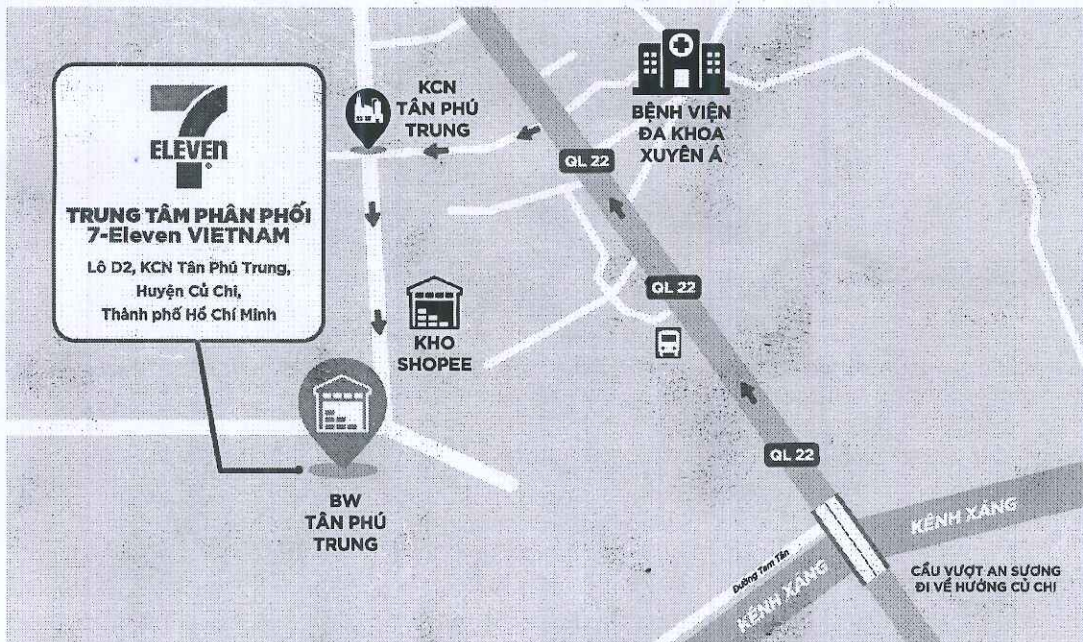 7
ELEVEN
®
TRUNG TÂM PHÂN PHỐI
7-Eleven VIETNAM
Lô D2, KCN Tân Phú Trung,
Huyện Củ Chi,
Thành phố Hồ Chí Minh
KCN
TÂN PHÚ
TRUNG
BỆNH VIỆN
ĐA KHOA
XUYÊN Á
QL 22
QL 22
KHO
SHOPEE
QL 22
BW
TÂN PHÚ
TRUNG
KÊNH XÁNG
Đường Tam Tân
KÊNH XÁNG
CẦU VƯỢT AN SƯƠNG
ĐI VỀ HƯỚNG CỦ CHI